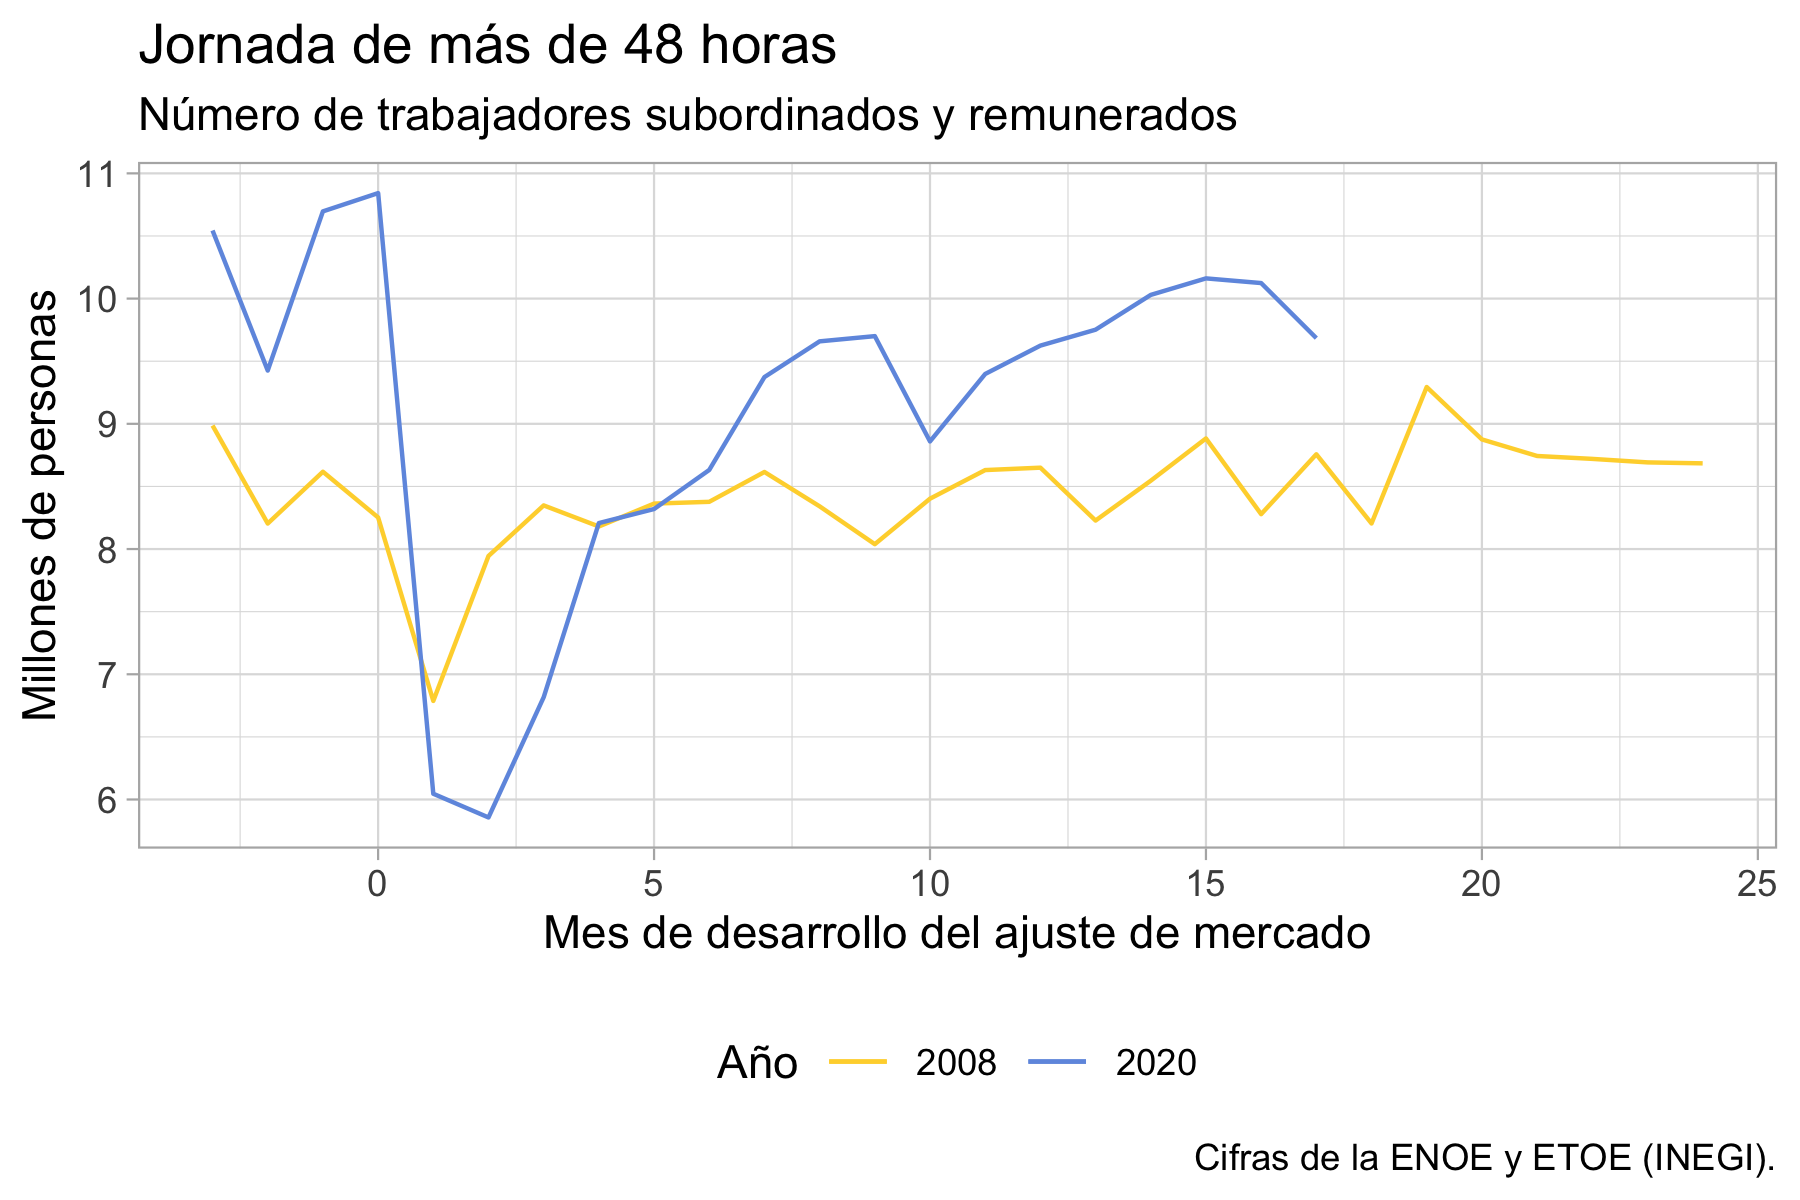 Jornada de más de 48 horas
Número de trabajadores subordinados y remunerados
Millones de personas
11
10
9
8
7
6
0 5 10 15 20 25
Mes de desarrollo del ajuste de mercado
Año 2008 2020
Cifras de la ENOE y ETOE (INEGI).